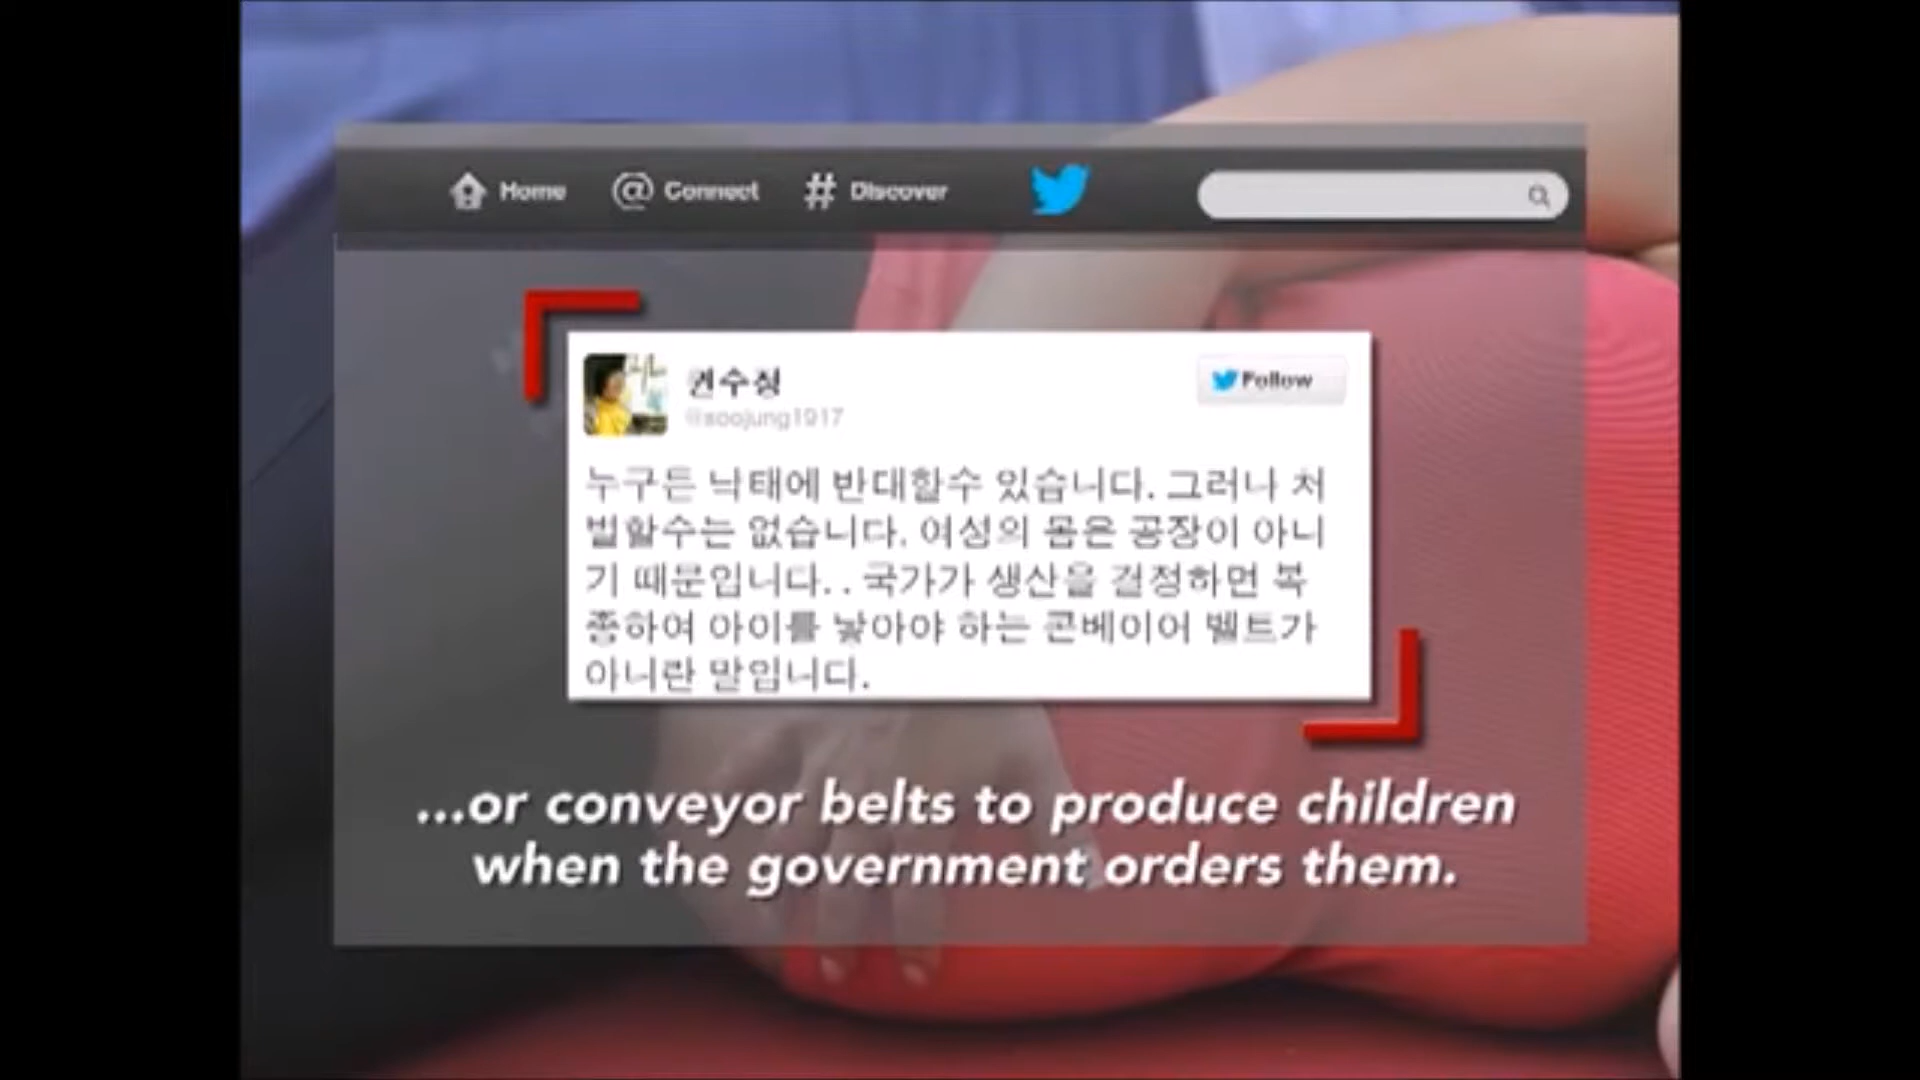 Home @ Connect # Discover
권수정
Follow
@soojung1917
누구든 낙태에 반대할수 있습니다. 그러나 처
벌할수는 없습니다. 여성의 몸은 공장이 아니
기 때문입니다.. 국가가 생산을 결정하면 복
종하여 아이를 낳아야 하는 콘베이어 벨트가
아니란 말입니다.
...or conveyor belts to produce children
when the government orders them.